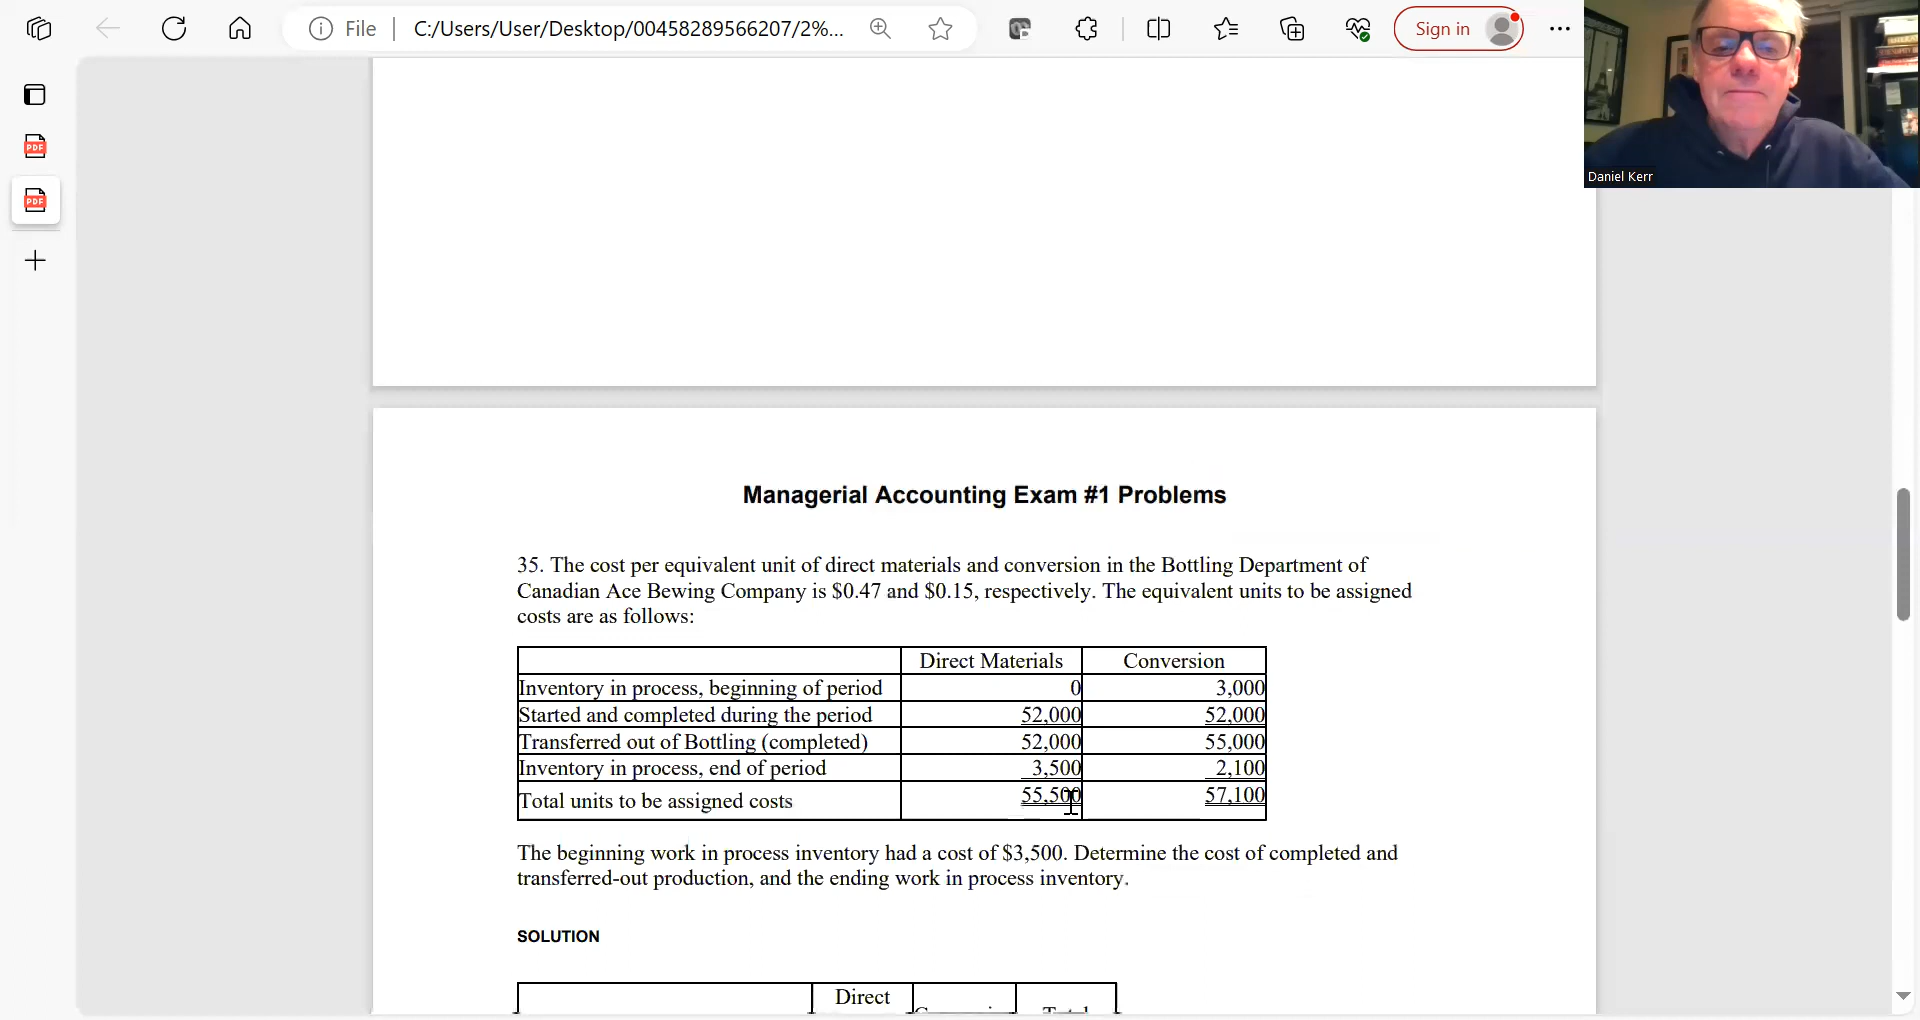 File
C:/Users/User/Desktop/00458289566207/2%...
Sign in
PDF
PDF
Daniel Kerr
Managerial Accounting Exam #1 Problems
35. The cost per equivalent unit of direct materials and conversion in the Bottling Department of
Canadian Ace Bewing Company is $0.47 and $0.15, respectively. The equivalent units to be assigned
costs are as follows:
Direct Materials Conversion
Inventory in process, beginning of period 0 3,000
Started and completed during the period 52,000 52,000
Transferred out of Bottling (completed) 52,000 55,000
Inventory in process, end of period 3,500 2,100
Total units to be assigned costs 55,500 57,100
The beginning work in process inventory had a cost of $3,500. Determine the cost of completed and
transferred-out production, and the ending work in process inventory.
SOLUTION
Direct